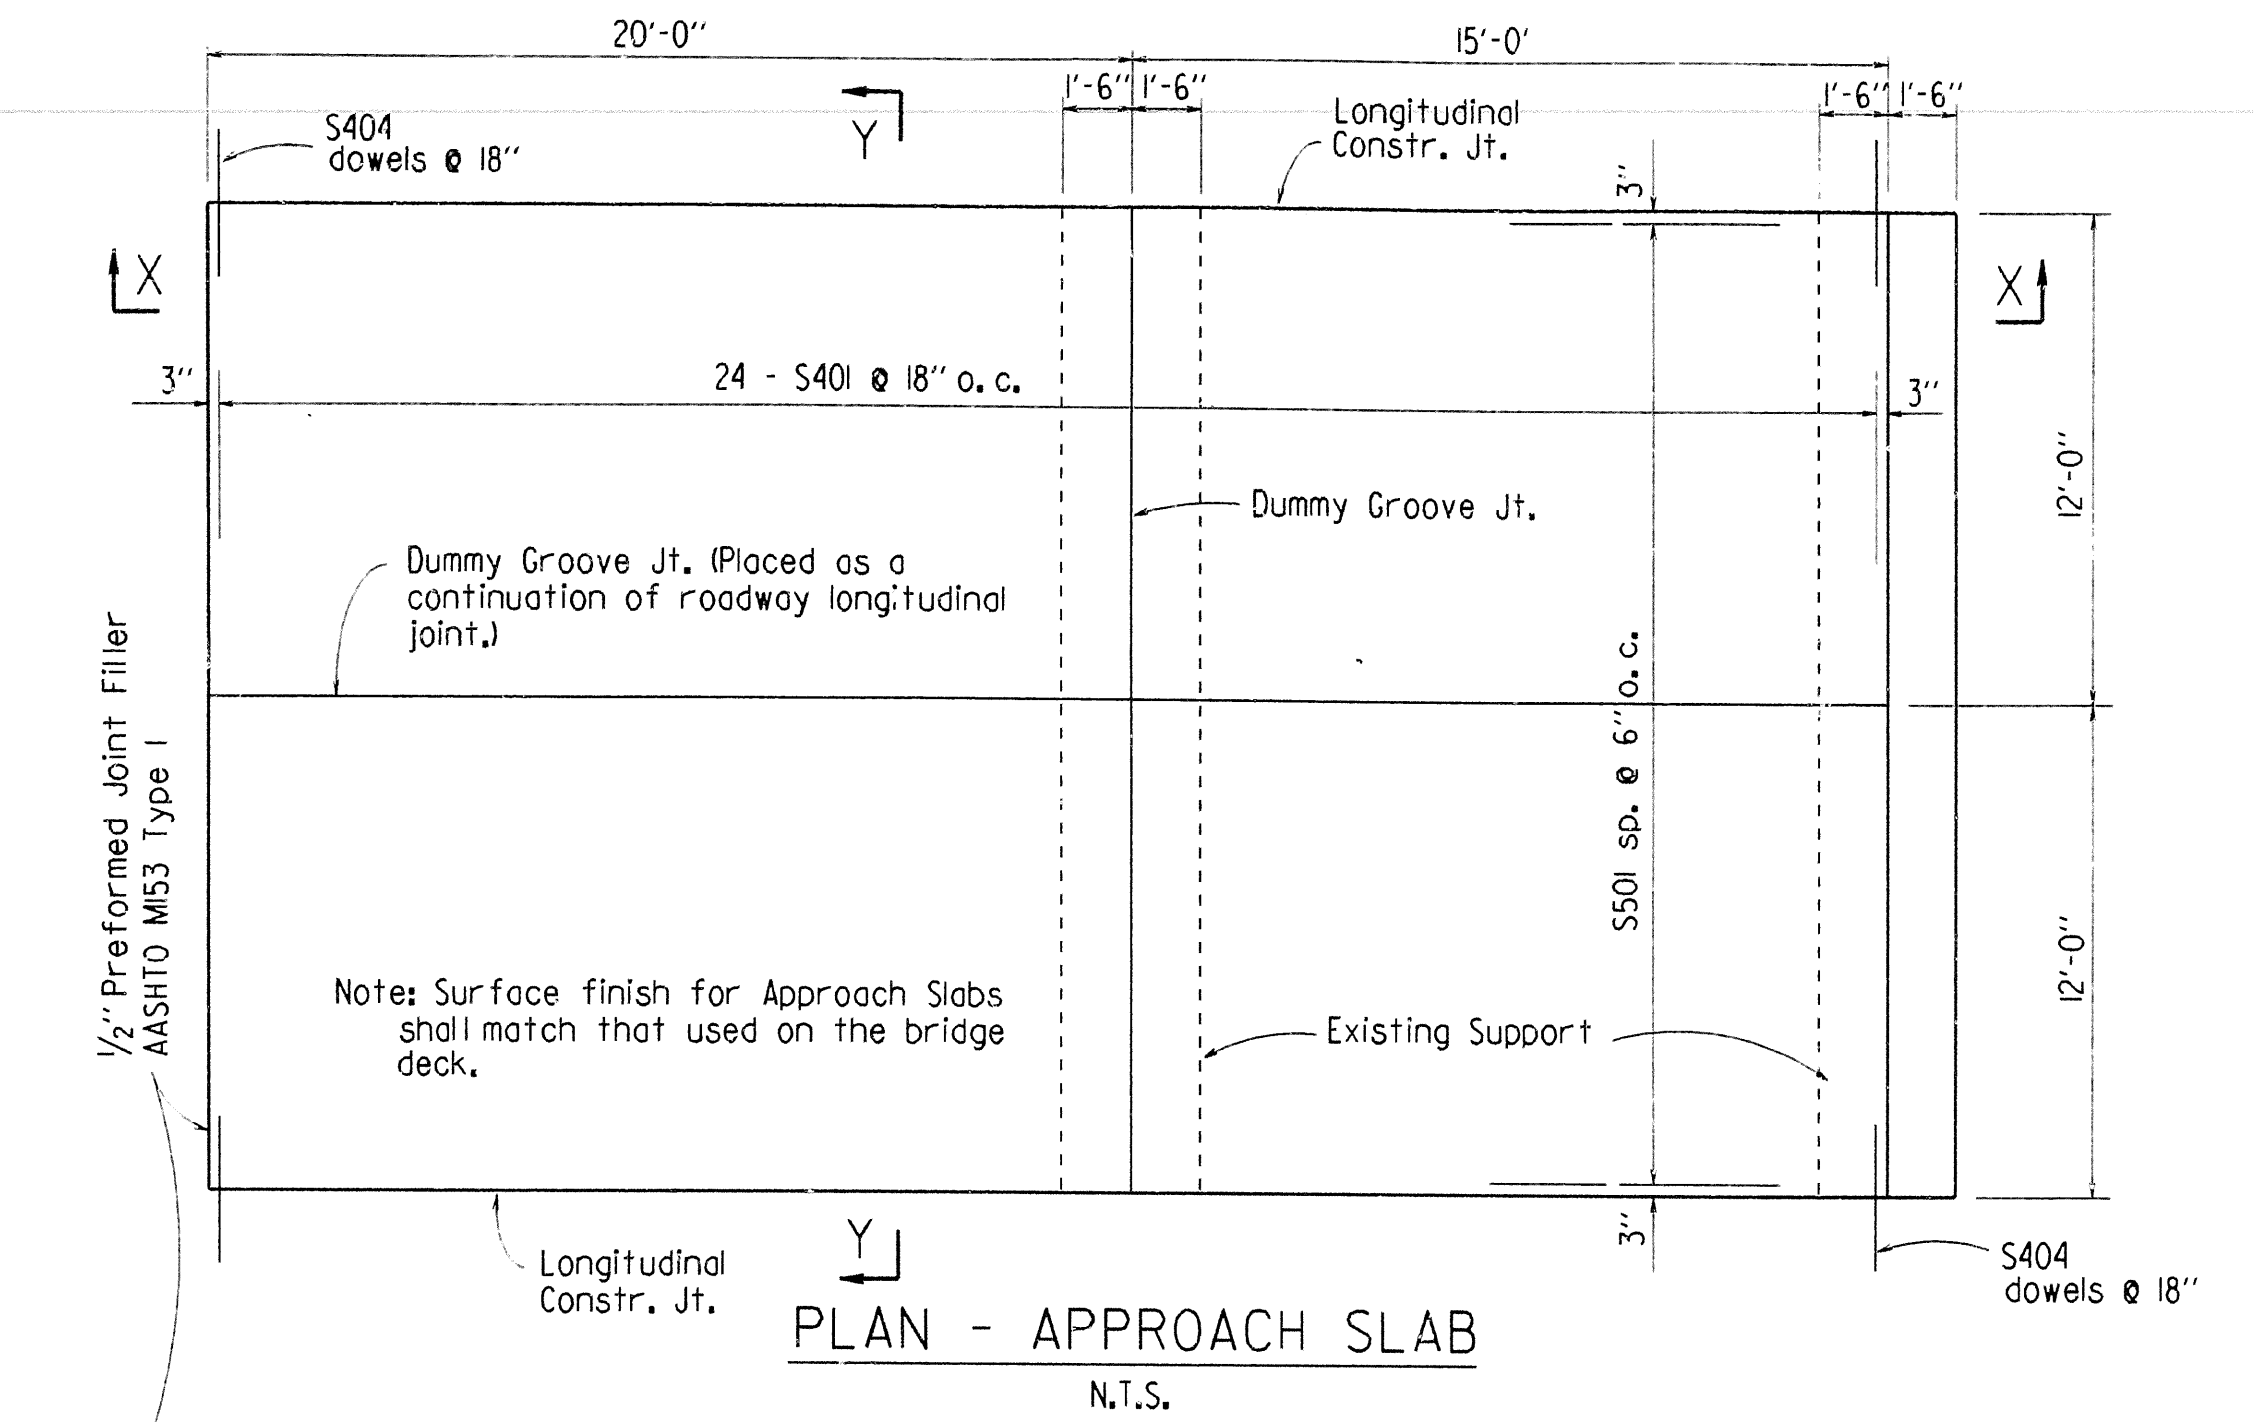 20'-0"
15'-0'
1'-6"
1'-6"
1'-6"
1'-6"
S404
dowels @ 18"
Y
Longitudinal
Constr. Jt.
3"
X
X
3"
24 - S401 @ 18" o.c.
3"
12'-0"
Dummy Groove Jt.
Dummy Groove Jt. (Placed as a
continuation of roadway longitudinal
joint.)
1/2" Preformed Joint Filler
AASHTO M153 Type 1
S501 sp. @ 6" o.c.
12'-0"
Note: Surface finish for Approach Slabs
shall match that used on the bridge
deck.
Existing Support
3"
Y
Longitudinal
Constr. Jt.
S404
dowels @ 18"
PLAN - APPROACH SLAB
N.T.S.